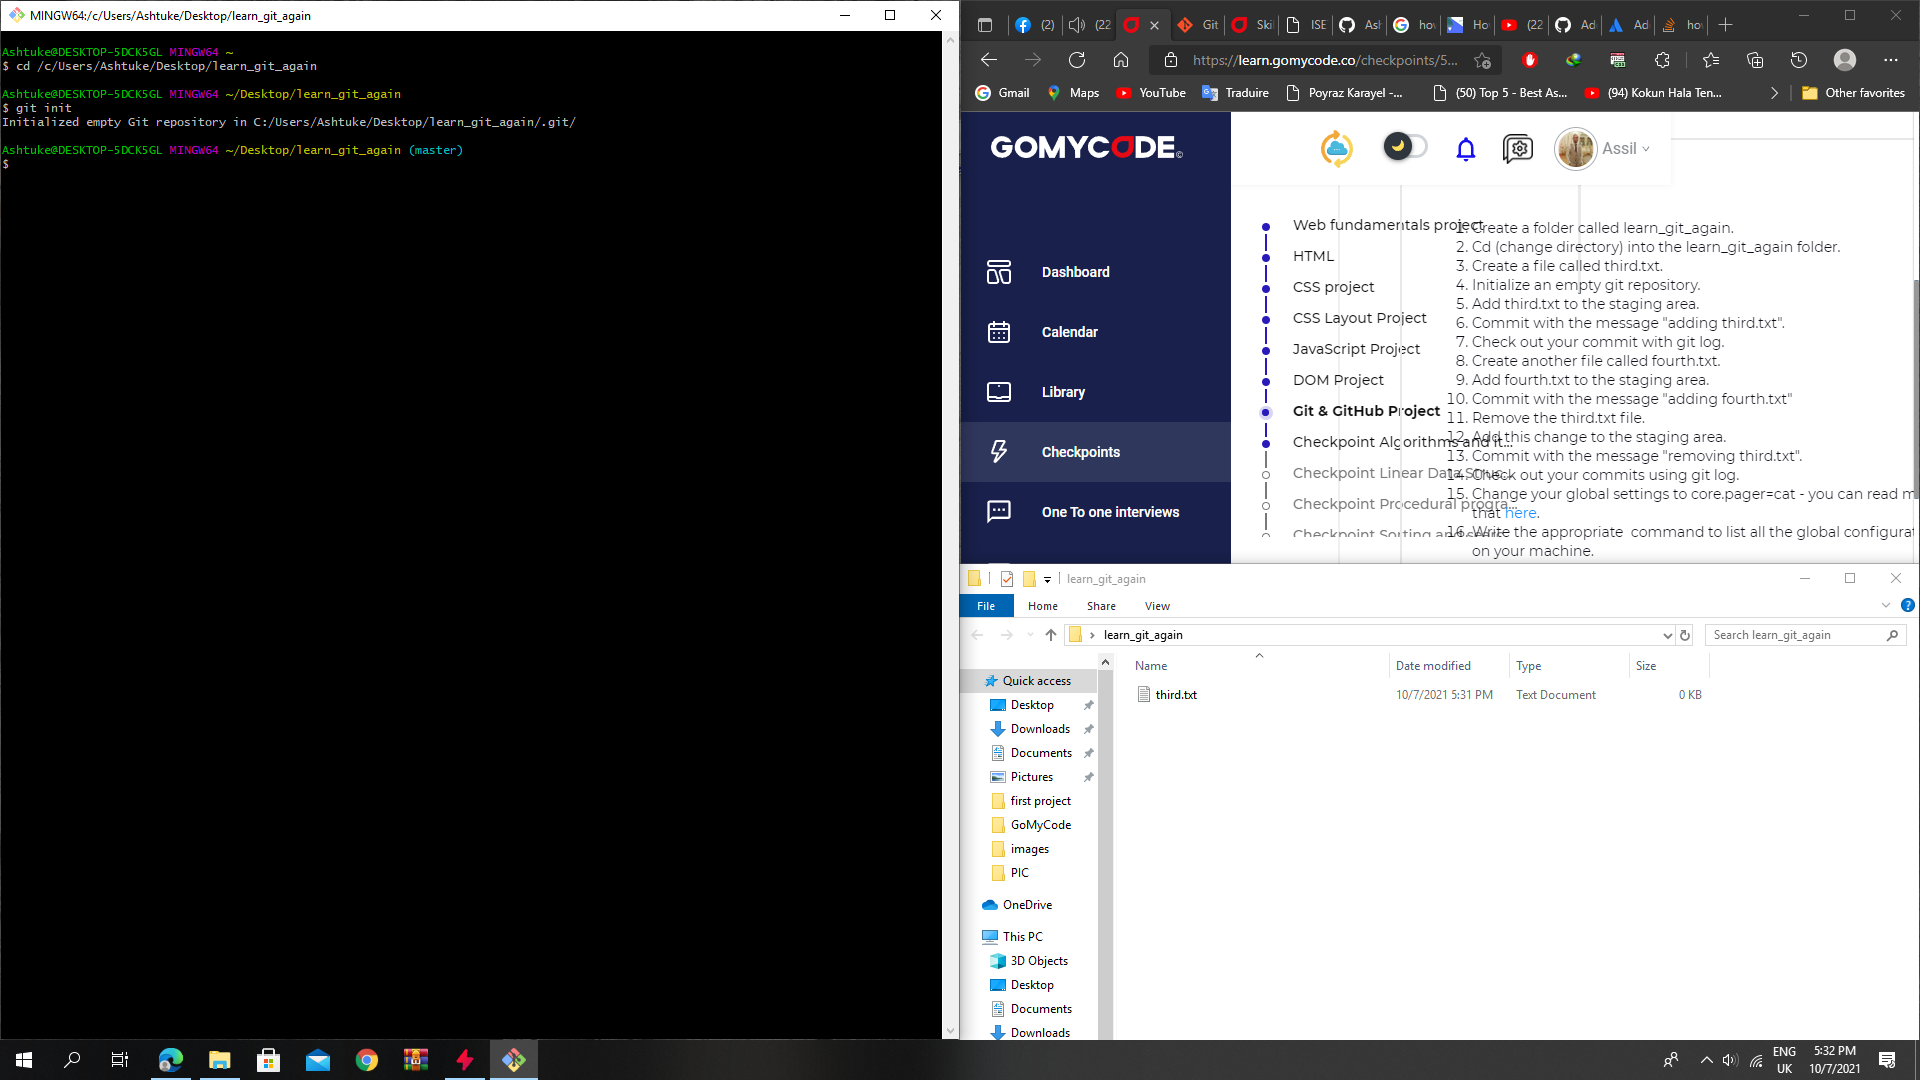 MINGW64:/c/Users/Ashtuke/Desktop/learn_git_again
Ashtuke@DESKTOP-5DCK5GL MINGW64 ~
$ cd /c/Users/Ashtuke/Desktop/learn_git_again
Ashtuke@DESKTOP-5DCK5GL MINGW64 ~/Desktop/learn_git_again
$ git init
Initialized empty Git repository in C:/Users/Ashtuke/Desktop/learn_git_again/.git/
Ashtuke@DESKTOP-5DCK5GL MINGW64 ~/Desktop/learn_git_again (master)
$
(2) (22 Git Ski ISE Ash hov Ho (22 Ad Ad hov
https://learn.gomycode.co/checkpoints/5...
Gmail Maps YouTube Traduire Poyraz Karayel -... (50) Top 5 - Best As... (94) Kokun Hala Ten... Other favorites
GOMYCODE
Assil
Dashboard
Calendar
Library
Checkpoints
One To one interviews
Web fundamentals project
HTML
CSS project
CSS Layout Project
JavaScript Project
DOM Project
Git & GitHub Project
Checkpoint Algorithms and it...
Checkpoint Linear Data Struc...
Checkpoint Procedural progra...
Checkpoint Sorting and
1. Create a folder called learn_git_again.
2. Cd (change directory) into the learn_git_again folder.
3. Create a file called third.txt.
4. Initialize an empty git repository.
5. Add third.txt to the staging area.
6. Commit with the message "adding third.txt".
7. Check out your commit with git log.
8. Create another file called fourth.txt.
9. Add fourth.txt to the staging area.
10. Commit with the message "adding fourth.txt"
11. Remove the third.txt file.
12. Add this change to the staging area.
13. Commit with the message "removing third.txt".
14. Check out your commits using git log.
15. Change your global settings to core.pager=cat - you can read m
that here.
16. Write the appropriate command to list all the global configurat
on your machine.
learn_git_again
File Home Share View
learn_git_again
Search learn_git_again
Name Date modified Type Size
third.txt 10/7/2021 5:31 PM Text Document 0 KB
Quick access
Desktop
Downloads
Documents
Pictures
first project
GoMyCode
images
PIC
OneDrive
This PC
3D Objects
Desktop
Documents
Downloads
ENG
UK
5:32 PM
10/7/2021